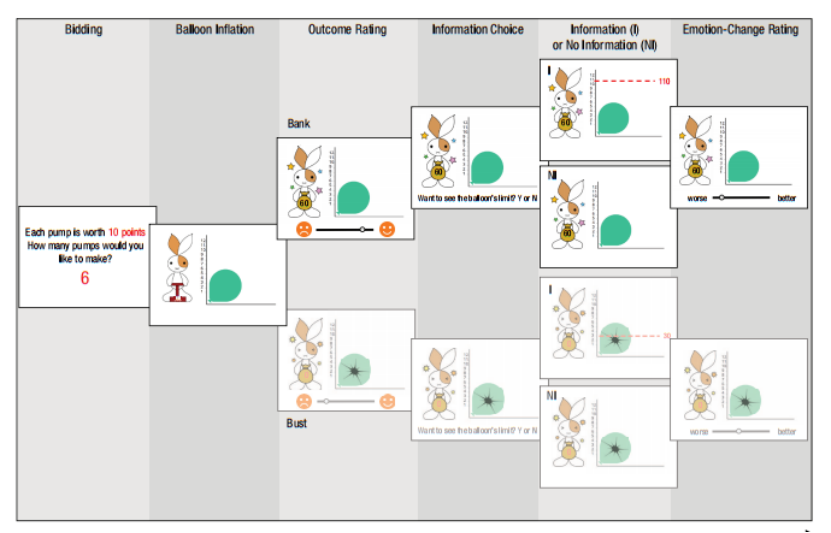 Bidding
Balloon Inflation
Outcome Rating
Information Choice
Information (I)
or No Information (NI)
Emotion-Change Rating
Each pump is worth 10 points
How many pumps would you
like to make?
6
Bank
60
60
Want to see the balloon's limit? Y or N
I
110
60
NI
60
60
worse
better
Bust
Want to see the balloon's limit? Y or N
I
30
NI
worse
better